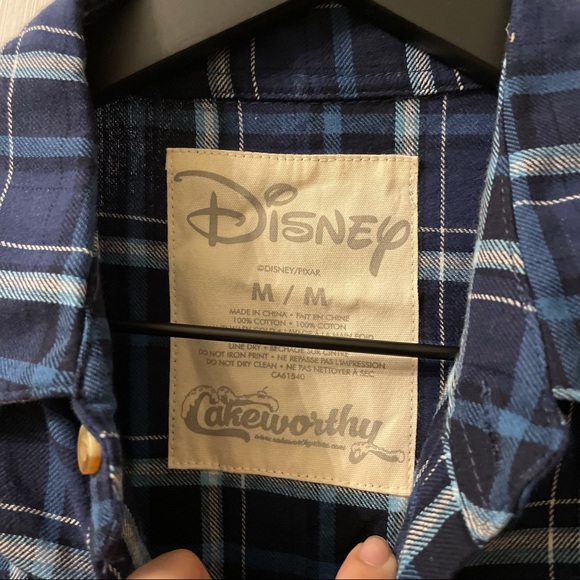 Disney
©DISNEY/PIXAR
M / M
MADE IN CHINA • FAIT EN CHINE
100% COTTON • 100% COTON
LINE DRY • SÉCHAGE SUR CINTRE
DO NOT IRON PRINT • NE REPASSE PAS L'IMPRESSION
DO NOT DRY CLEAN • NE PAS NETTOYER À SEC
CA61540
Cakeworthy